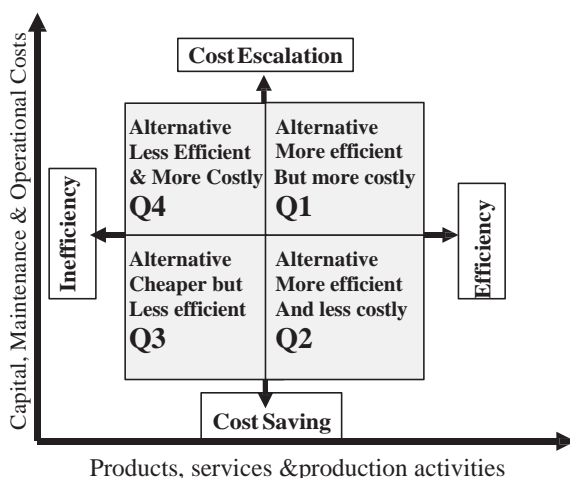 Capital, Maintenance & Operational Costs
Cost Escalation
Alternative
Less Efficient
& More Costly
Q4
Alternative
More efficient
But more costly
Q1
Inefficiency
Efficiency
Alternative
Cheaper but
Less efficient
Q3
Alternative
More efficient
And less costly
Q2
Cost Saving
Products, services &production activities